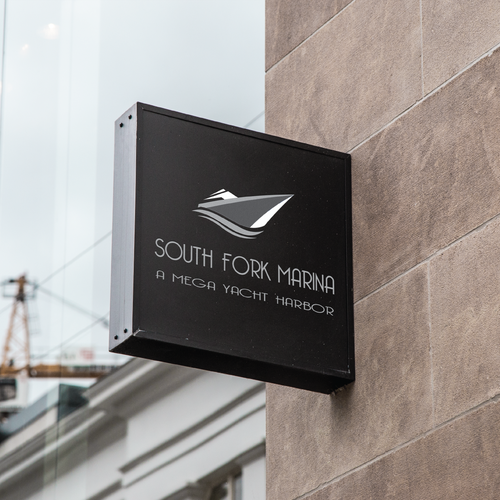 SOUTH FORK MARINA
A MEGA YACHT HARBOR